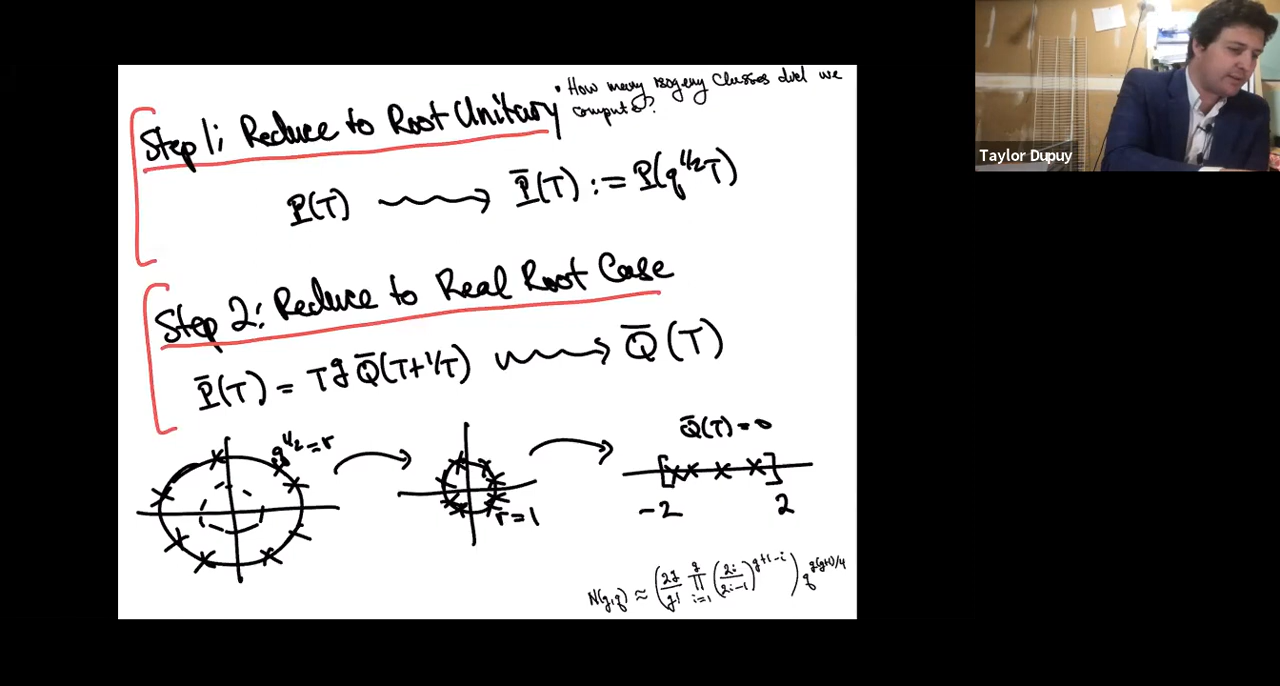 How many isogeny classes did we
compute?
Step 1: Reduce to Root Unitary
P(T) ⟿ P̄(T) := P(q^{1/2}T)
Step 2: Reduce to Real Root Case
P̄(T) = T^g Q̄(T+1/T) ⟿ Q̄(T)
q^{1/2}=r
r=1
Q̄(T)=0
-2
2
N(g,q) ≈ (2^g/g! ∏_{i=1}^{g} (2i/(2i-1))^{g+1-i}) q^{g(g+1)/4}
Taylor Dupuy